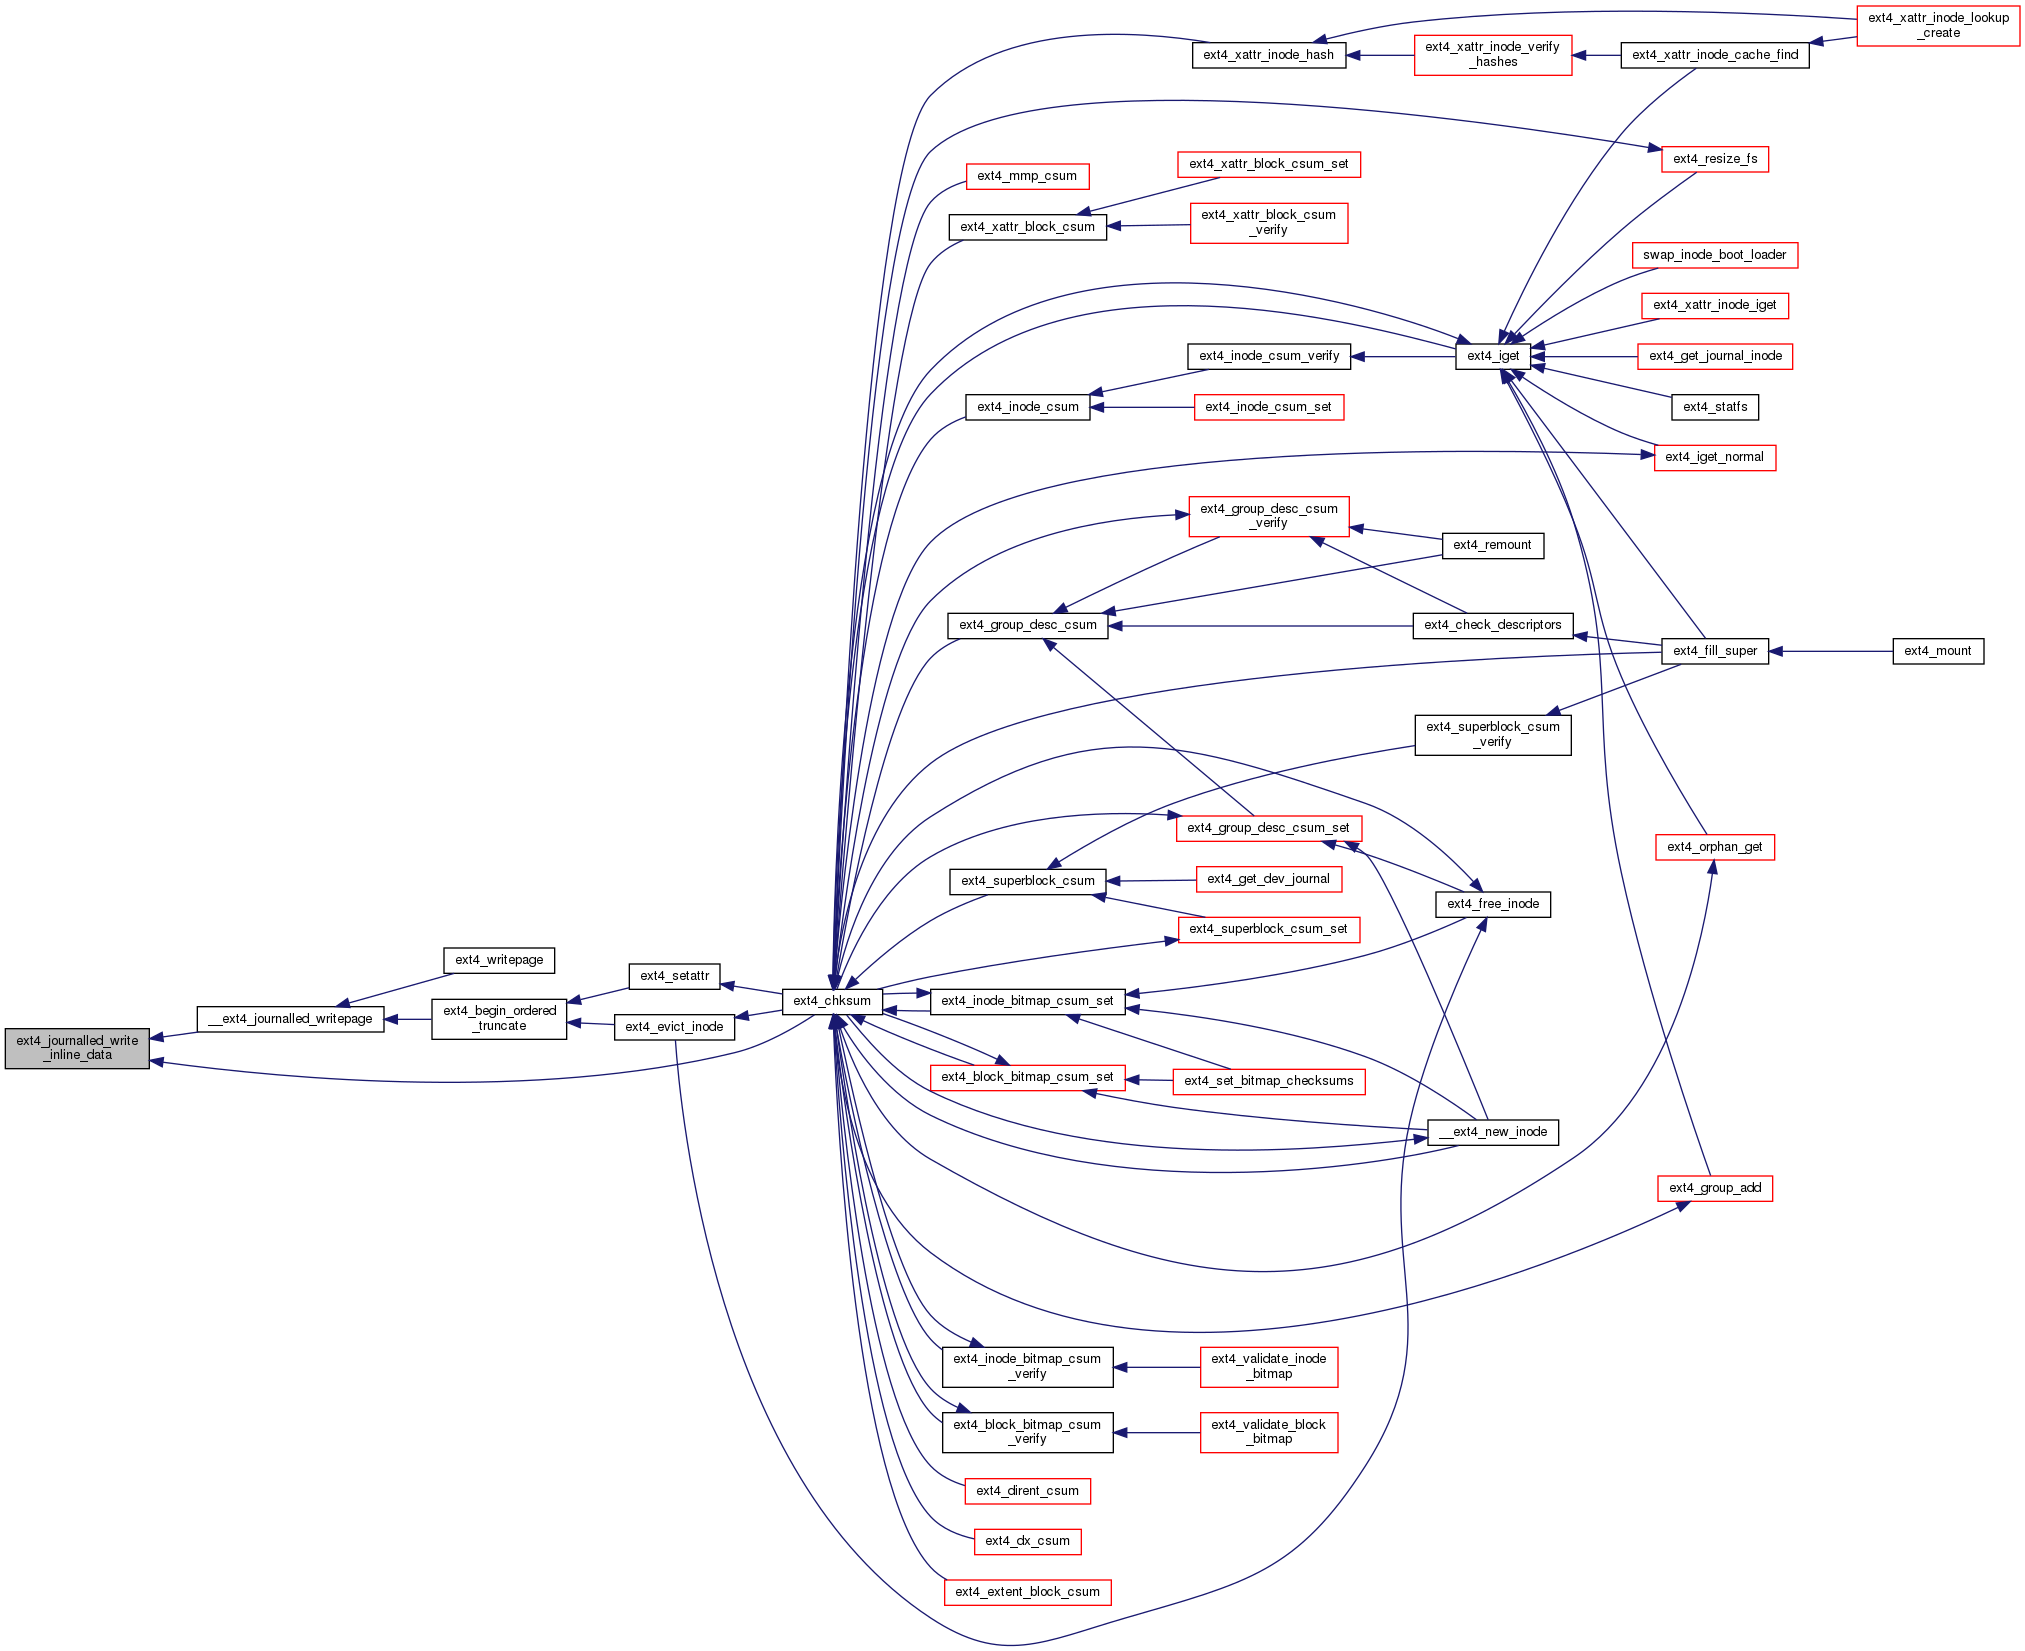 ext4_xattr_inode_lookup
_create
ext4_xattr_inode_hash
ext4_xattr_inode_verify
_hashes
ext4_xattr_inode_cache_find
ext4_resize_fs
ext4_xattr_block_csum_set
ext4_mmp_csum
ext4_xattr_block_csum
ext4_xattr_block_csum
_verify
swap_inode_boot_loader
ext4_xattr_inode_iget
ext4_inode_csum_verify
ext4_iget
ext4_get_journal_inode
ext4_inode_csum
ext4_inode_csum_set
ext4_statfs
ext4_iget_normal
ext4_group_desc_csum
_verify
ext4_remount
ext4_group_desc_csum
ext4_check_descriptors
ext4_fill_super
ext4_mount
ext4_superblock_csum
_verify
ext4_group_desc_csum_set
ext4_orphan_get
ext4_superblock_csum
ext4_get_dev_journal
ext4_free_inode
ext4_superblock_csum_set
ext4_writepage
ext4_setattr
ext4_chksum
ext4_inode_bitmap_csum_set
__ext4_journalled_writepage
ext4_begin_ordered
_truncate
ext4_evict_inode
ext4_journalled_write
_inline_data
ext4_block_bitmap_csum_set
ext4_set_bitmap_checksums
__ext4_new_inode
ext4_group_add
ext4_inode_bitmap_csum
_verify
ext4_validate_inode
_bitmap
ext4_block_bitmap_csum
_verify
ext4_validate_block
_bitmap
ext4_dirent_csum
ext4_dx_csum
ext4_extent_block_csum